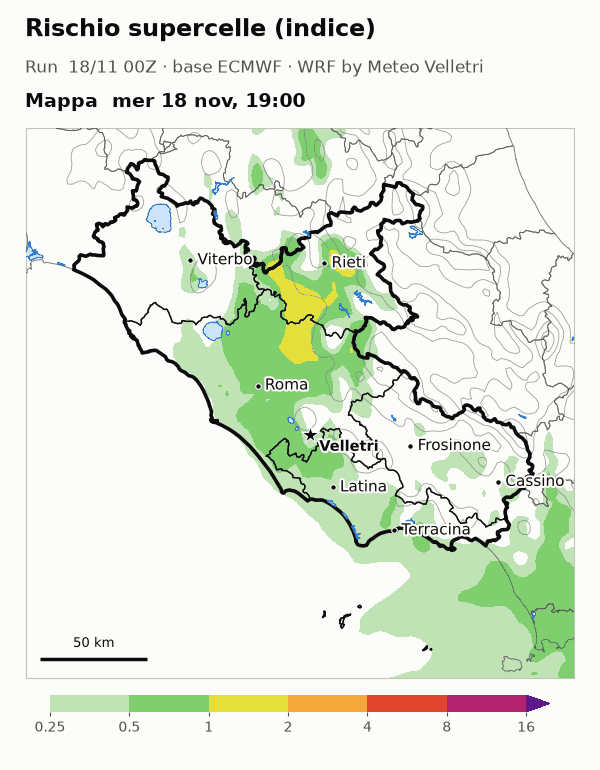 Rischio supercelle (indice)
Run  18/11 00Z · base ECMWF · WRF by Meteo Velletri
Mappa  mer 18 nov, 19:00
Viterbo
Rieti
Roma
Velletri
Frosinone
Cassino
Latina
Terracina
50 km
0.25 0.5 1 2 4 8 16